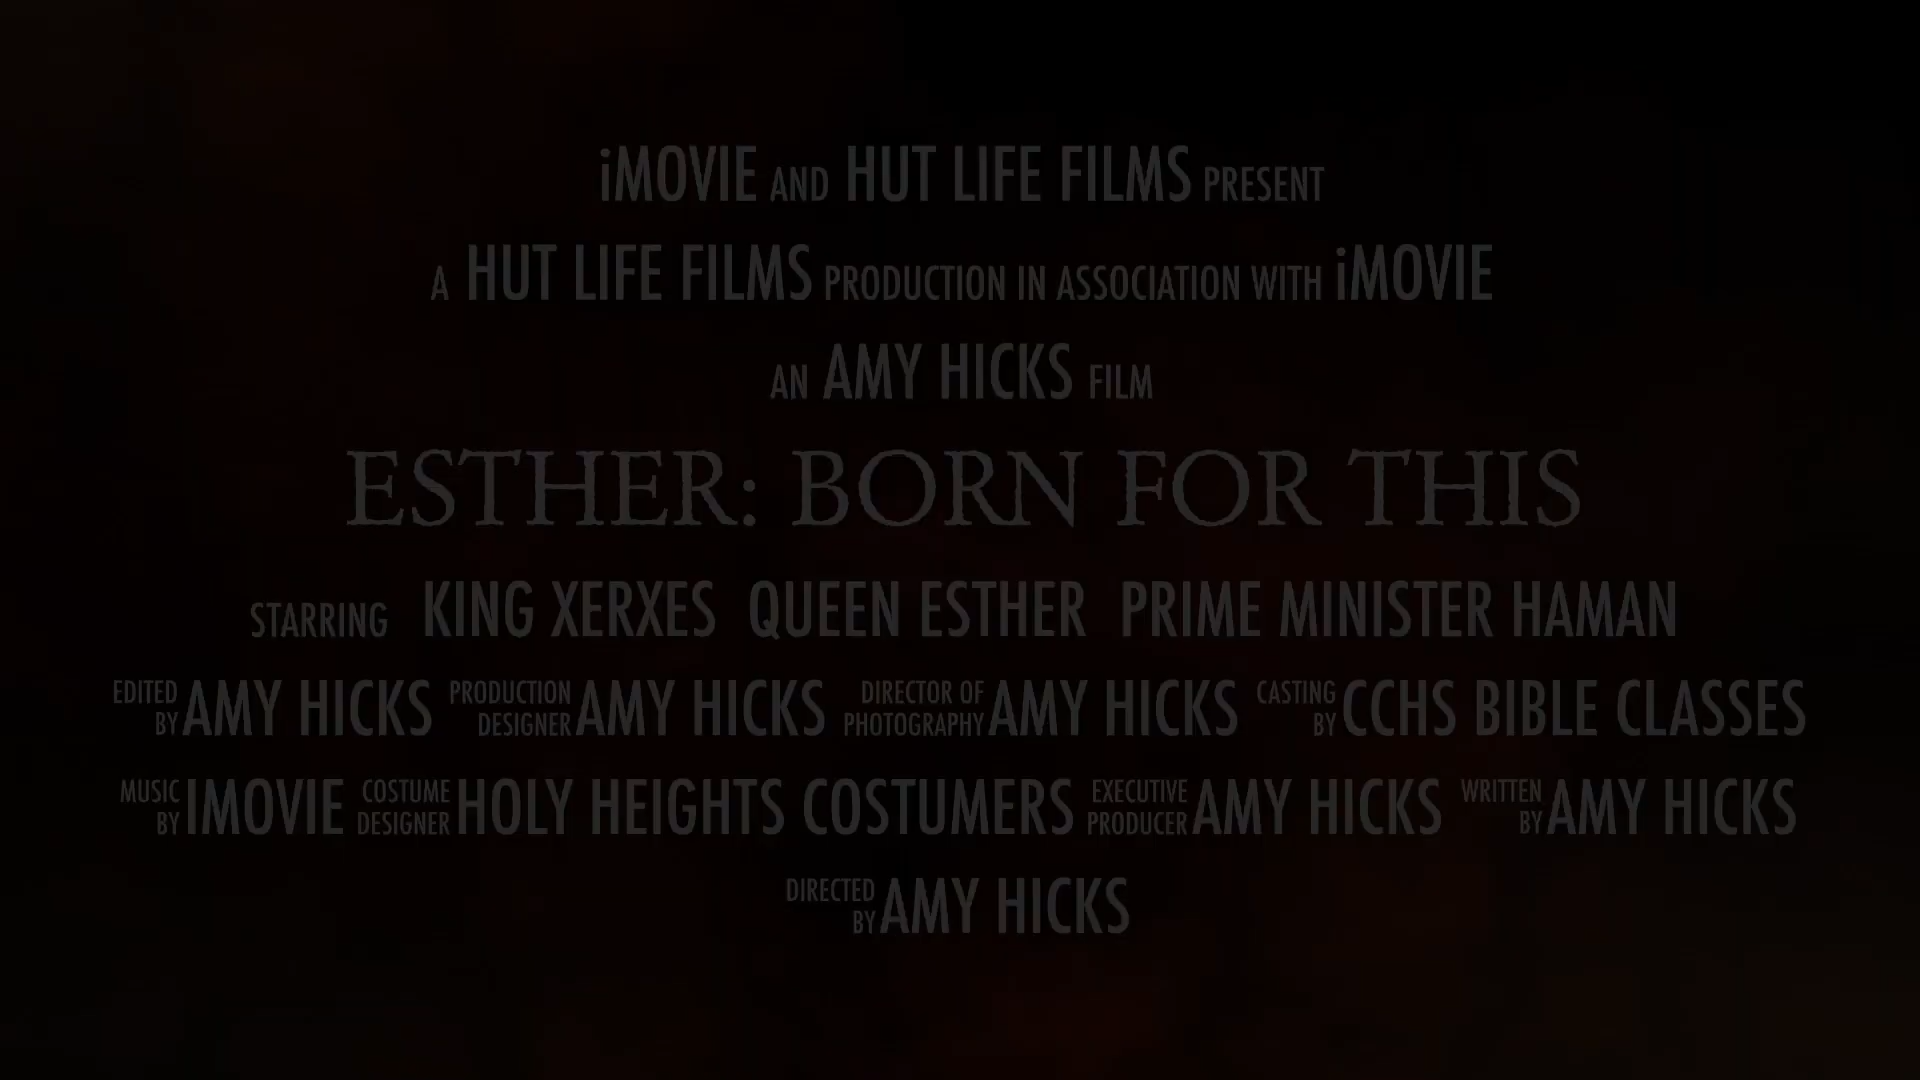 iMOVIE AND HUT LIFE FILMS PRESENT
A HUT LIFE FILMS PRODUCTION IN ASSOCIATION WITH iMOVIE
AN AMY HICKS FILM
ESTHER: BORN FOR THIS
STARRING KING XERXES QUEEN ESTHER PRIME MINISTER HAMAN
EDITED BY AMY HICKS PRODUCTION DESIGNER AMY HICKS DIRECTOR OF PHOTOGRAPHY AMY HICKS CASTING BY CCHS BIBLE CLASSES
MUSIC BY IMOVIE COSTUME DESIGNER HOLY HEIGHTS COSTUMERS EXECUTIVE PRODUCER AMY HICKS WRITTEN BY AMY HICKS
DIRECTED BY AMY HICKS